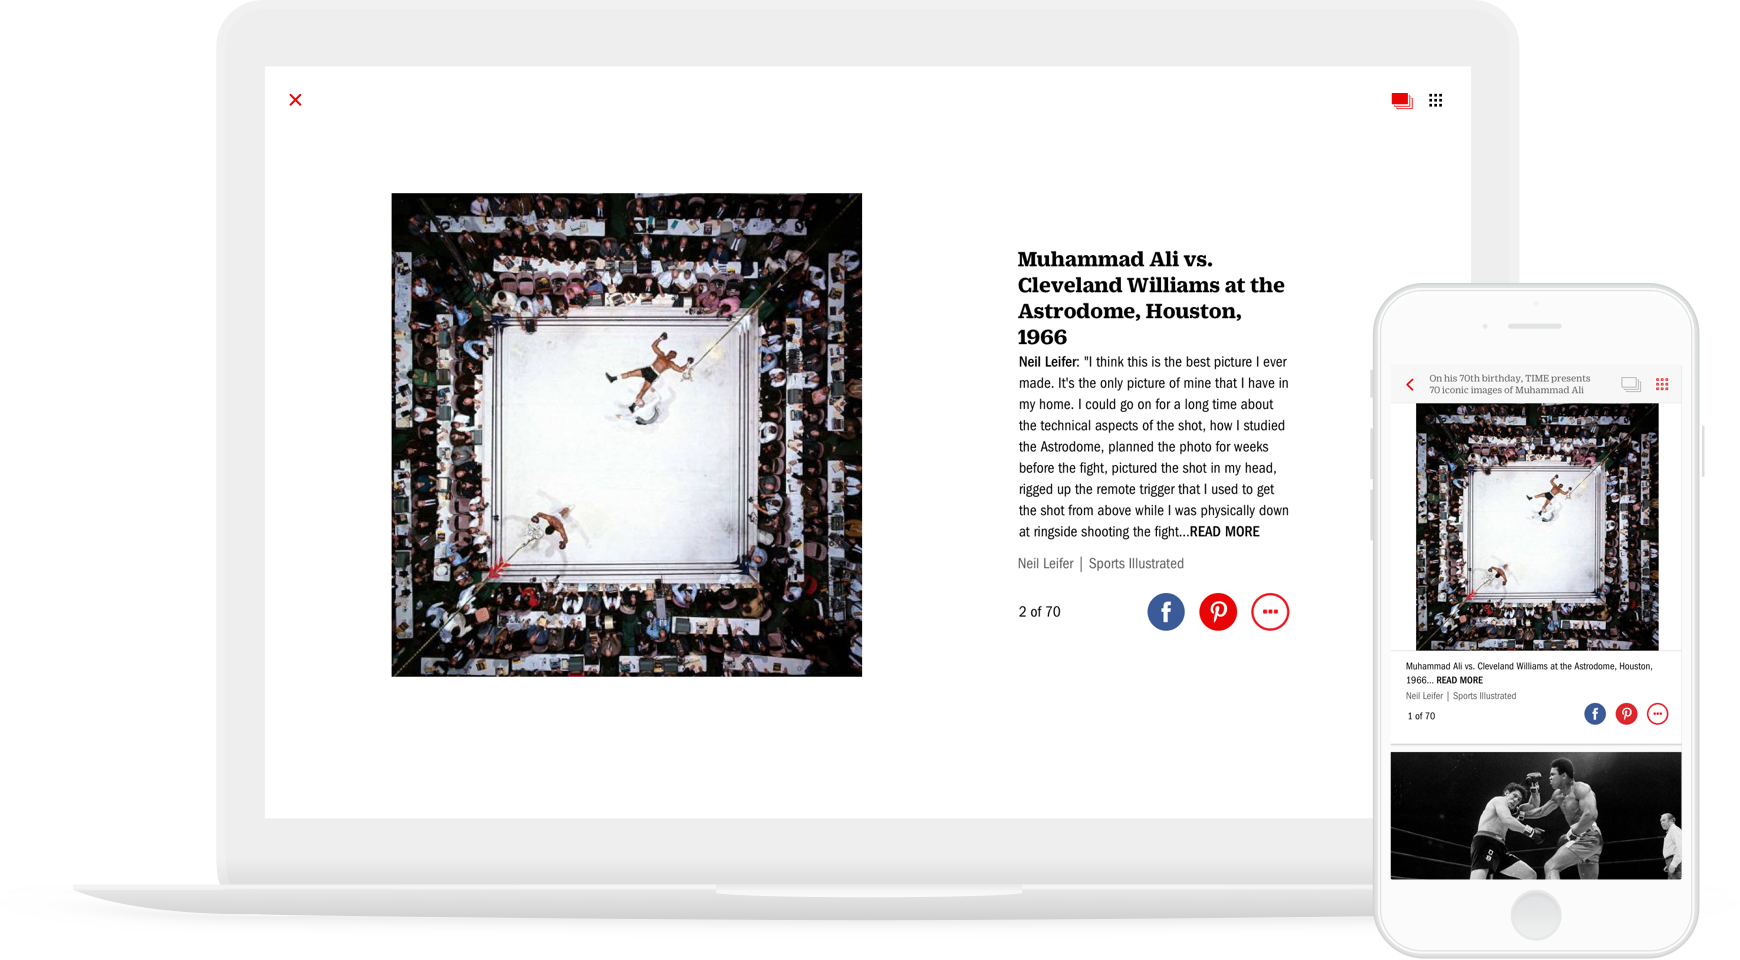 Muhammad Ali vs.
Cleveland Williams at the
Astrodome, Houston,
1966
Neil Leifer: "I think this is the best picture I ever
made. It's the only picture of mine that I have in
my home. I could go on for a long time about
the technical aspects of the shot, how I studied
the Astrodome, planned the photo for weeks
before the fight, pictured the shot in my head,
rigged up the remote trigger that I used to get
the shot from above while I was physically down
at ringside shooting the fight...READ MORE
Neil Leifer | Sports Illustrated
2 of 70
On his 70th birthday, TIME presents
70 iconic images of Muhammad Ali
Muhammad Ali vs. Cleveland Williams at the Astrodome, Houston,
1966... READ MORE
Neil Leifer | Sports Illustrated
1 of 70